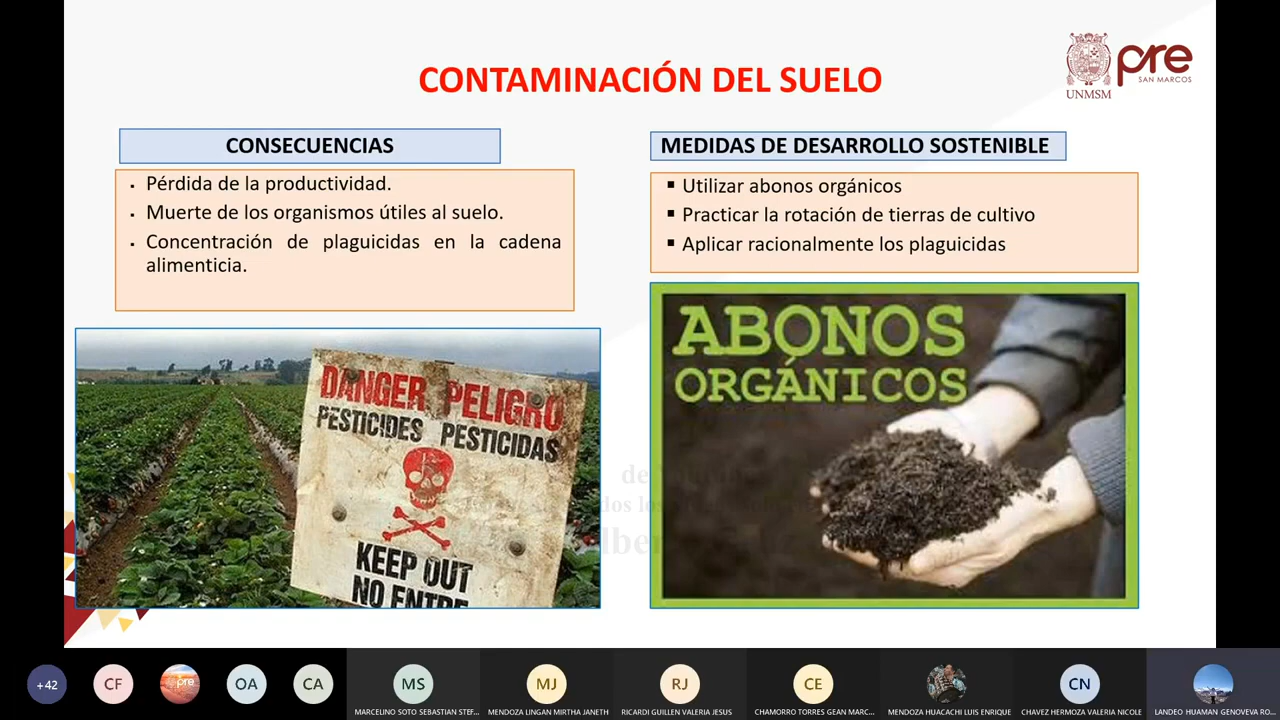 CONTAMINACIÓN DEL SUELO
pre
SAN MARCOS
UNMSM
CONSECUENCIAS
▪ Pérdida de la productividad.
▪ Muerte de los organismos útiles al suelo.
▪ Concentración de plaguicidas en la cadena
alimenticia.
MEDIDAS DE DESARROLLO SOSTENIBLE
▪ Utilizar abonos orgánicos
▪ Practicar la rotación de tierras de cultivo
▪ Aplicar racionalmente los plaguicidas
DANGER PELIGRO
PESTICIDES PESTICIDAS
KEEP OUT
NO ENTRE
ABONOS
ORGÁNICOS
+42
CF
pre
OA
CA
MS
MJ
RJ
CE
CN
MARCELINO SOTO SEBASTIAN STEF...
MENDOZA LINGAN MIRTHA JANETH
RICARDI GUILLEN VALERIA JESUS
CHAMORRO TORRES GEAN MARC...
MENDOZA HUACACHI LUIS ENRIQUE
CHAVEZ HERMOZA VALERIA NICOLE
LANDEO HUAMAN GENOVEVA RO...